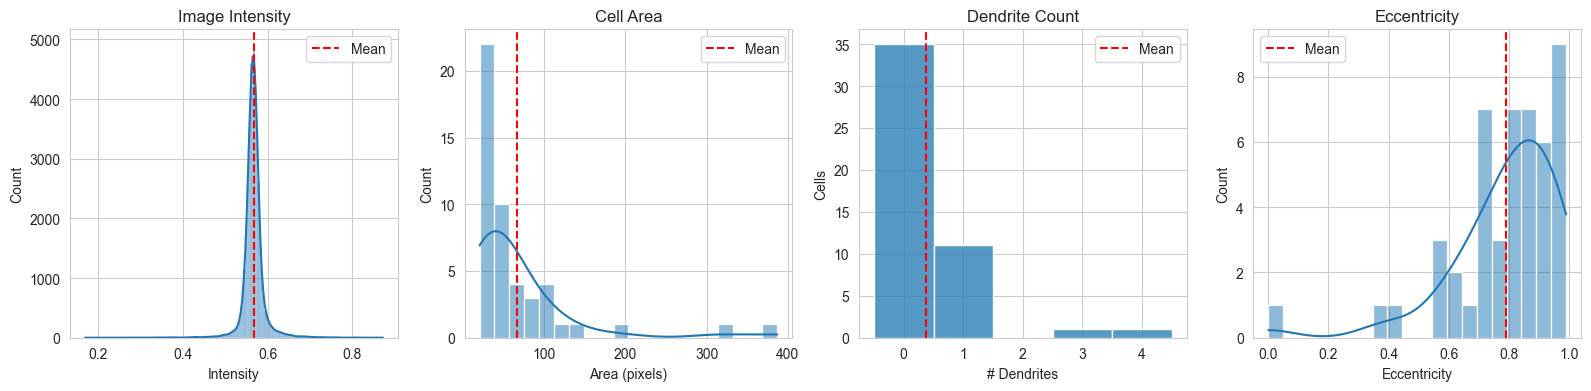 Image Intensity
Mean
5000
4000
3000
2000
1000
0
Count
0.2 0.4 0.6 0.8
Intensity
Cell Area
Mean
20
15
10
5
0
Count
100 200 300 400
Area (pixels)
Dendrite Count
Mean
35
30
25
20
15
10
5
0
Cells
0 1 2 3 4
# Dendrites
Eccentricity
Mean
8
6
4
2
0
Count
0.0 0.2 0.4 0.6 0.8 1.0
Eccentricity